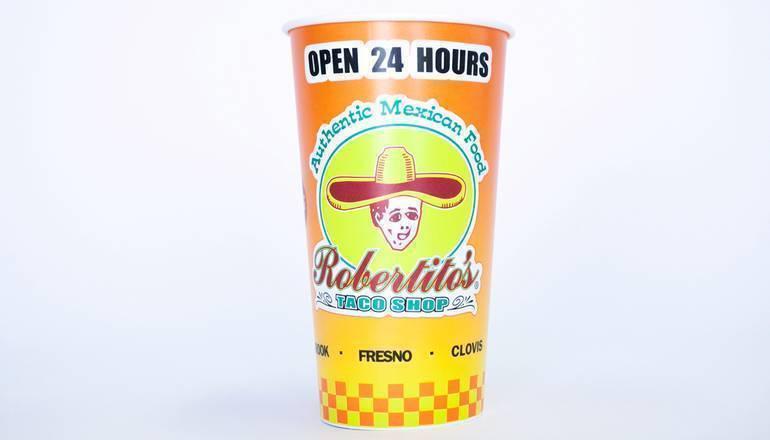 OPEN 24 HOURS
Authentic Mexican Food
Robertito's®
TACO SHOP
· FRESNO · CLOVIS